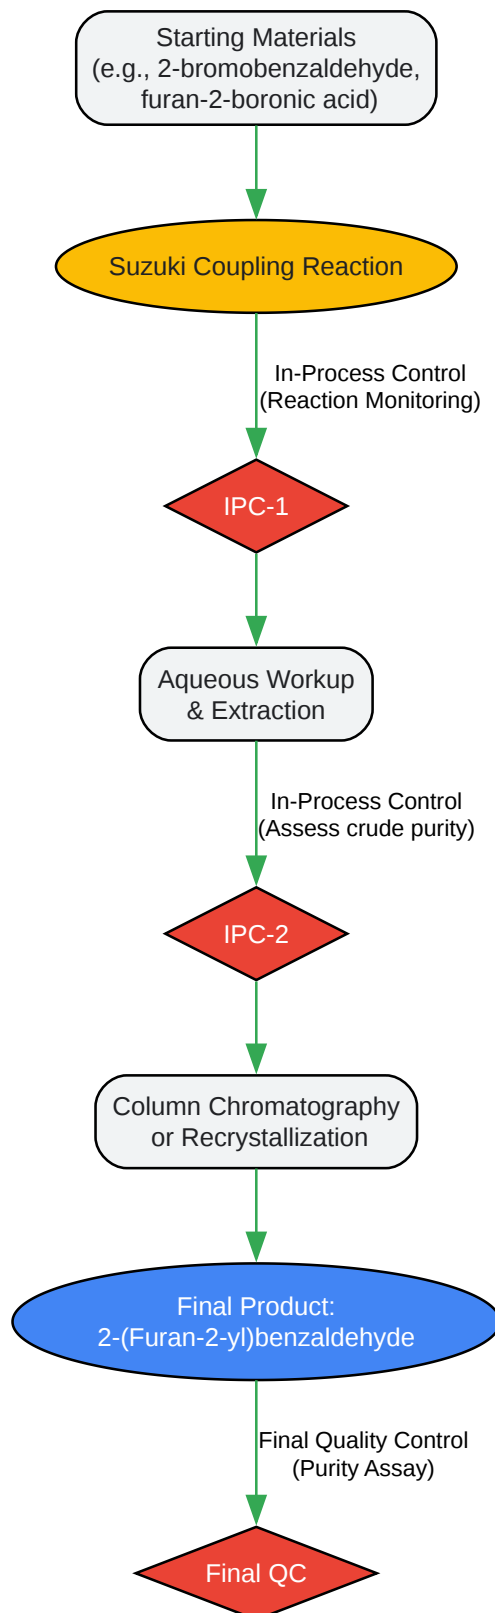 Starting Materials
(e.g., 2-bromobenzaldehyde,
furan-2-boronic acid)
Suzuki Coupling Reaction
In-Process Control
(Reaction Monitoring)
IPC-1
Aqueous Workup
& Extraction
In-Process Control
(Assess crude purity)
IPC-2
Column Chromatography
or Recrystallization
Final Product:
2-(Furan-2-yl)benzaldehyde
Final Quality Control
(Purity Assay)
Final QC